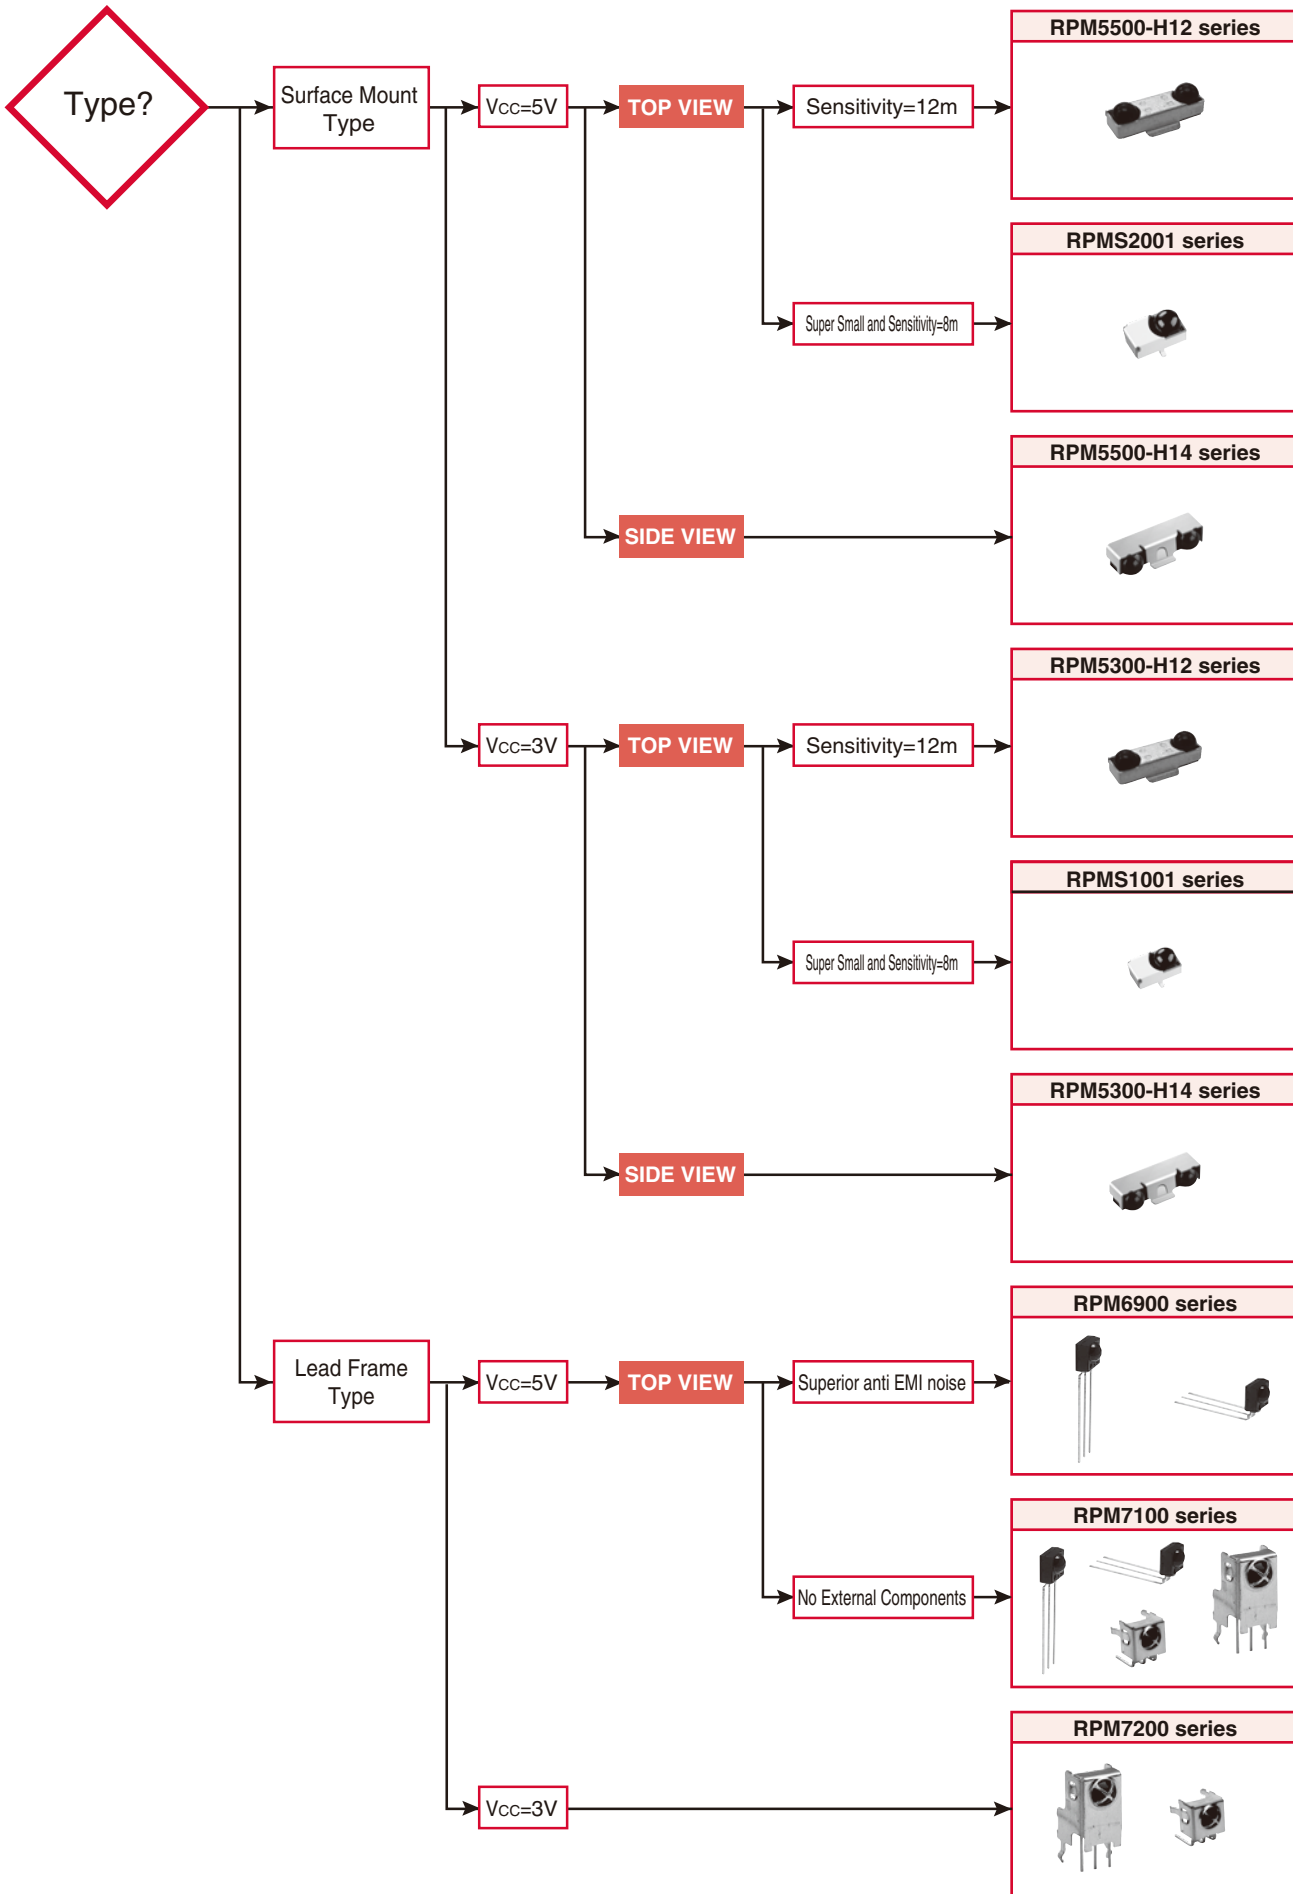 Type?
Surface Mount
Type
VCC=5V
TOP VIEW
Sensitivity=12m
RPM5500-H12 series
Super Small and Sensitivity=8m
RPMS2001 series
SIDE VIEW
RPM5500-H14 series
VCC=3V
TOP VIEW
Sensitivity=12m
RPM5300-H12 series
Super Small and Sensitivity=8m
RPMS1001 series
SIDE VIEW
RPM5300-H14 series
Lead Frame
Type
VCC=5V
TOP VIEW
Superior anti EMI noise
RPM6900 series
No External Components
RPM7100 series
VCC=3V
RPM7200 series